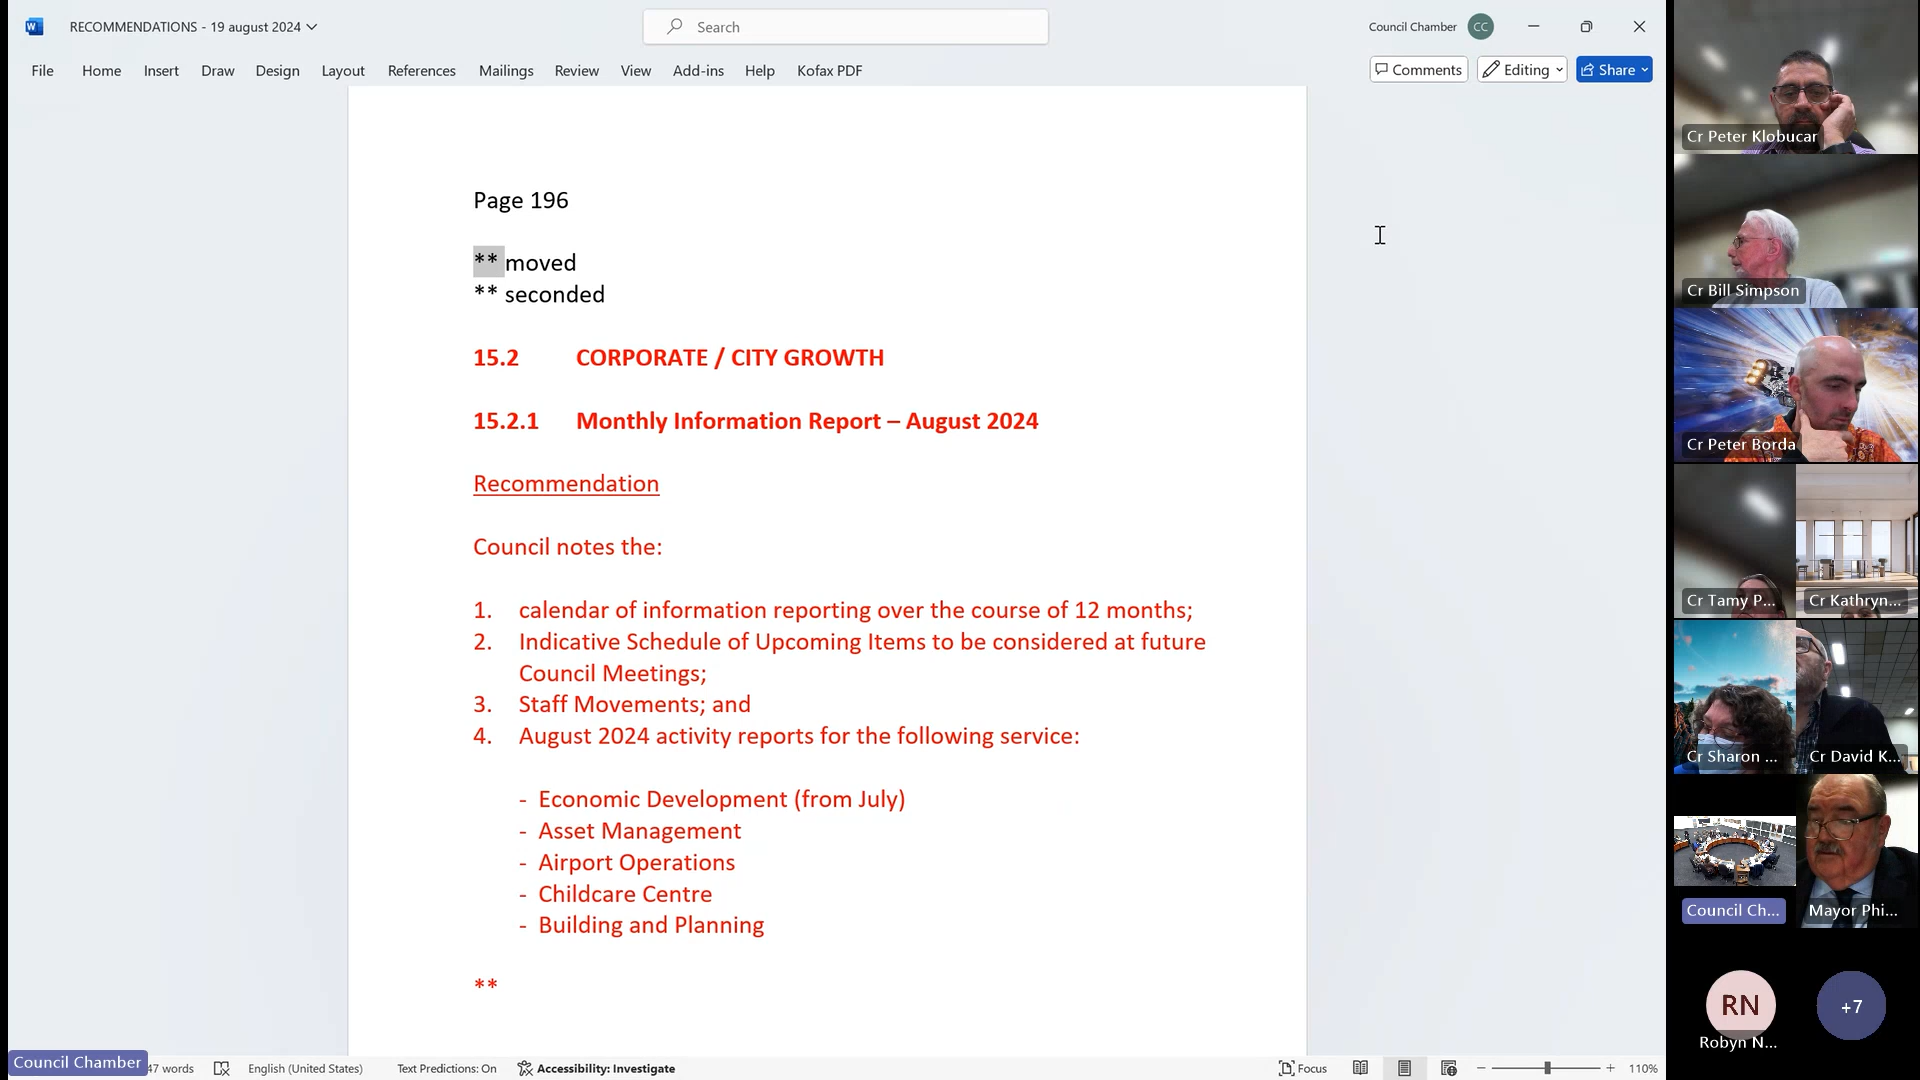 RECOMMENDATIONS - 19 august 2024
Search
Council Chamber CC
File Home Insert Draw Design Layout References Mailings Review View Add-ins Help Kofax PDF
Comments Editing Share
Page 196
** moved
** seconded
15.2 CORPORATE / CITY GROWTH
15.2.1 Monthly Information Report – August 2024
Recommendation
Council notes the:
1. calendar of information reporting over the course of 12 months;
2. Indicative Schedule of Upcoming Items to be considered at future
Council Meetings;
3. Staff Movements; and
4. August 2024 activity reports for the following service:
- Economic Development (from July)
- Asset Management
- Airport Operations
- Childcare Centre
- Building and Planning
**
Council Chamber
47 words English (United States) Text Predictions: On Accessibility: Investigate Focus 110%
Cr Peter Klobucar
Cr Bill Simpson
Cr Peter Borda
Cr Tamy P... Cr Kathryn...
Cr Sharon ... Cr David K...
Council Ch... Mayor Phi...
RN +7
Robyn N...